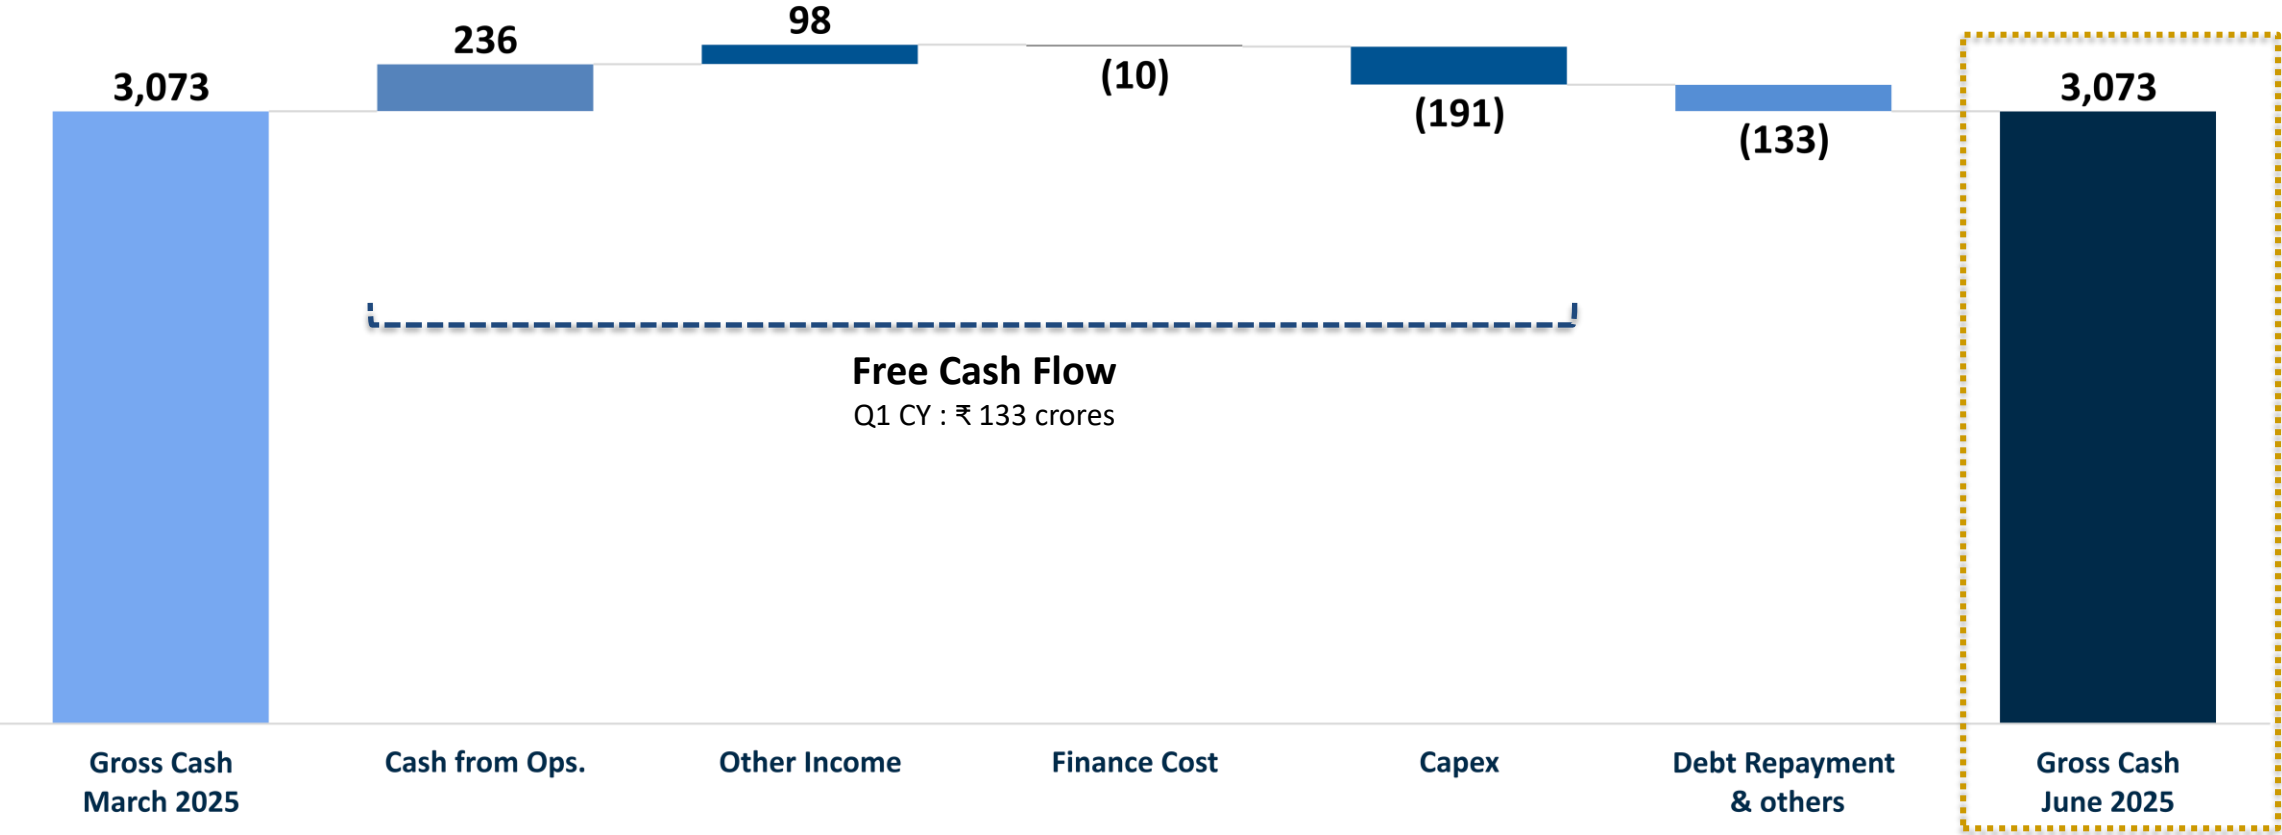 3,073
236
98
(10)
(191)
(133)
3,073
Free Cash Flow
Q1 CY : ₹ 133 crores
Gross Cash
March 2025
Cash from Ops.
Other Income
Finance Cost
Capex
Debt Repayment
& others
Gross Cash
June 2025